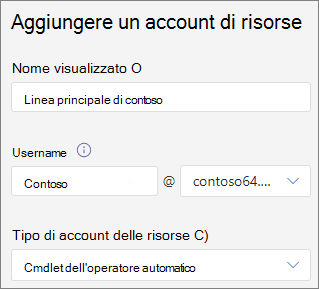 Aggiungere un account di risorse
Nome visualizzato O
Linea principale di contoso
Username
Contoso @ contoso64....
Tipo di account delle risorse C)
Cmdlet dell'operatore automatico